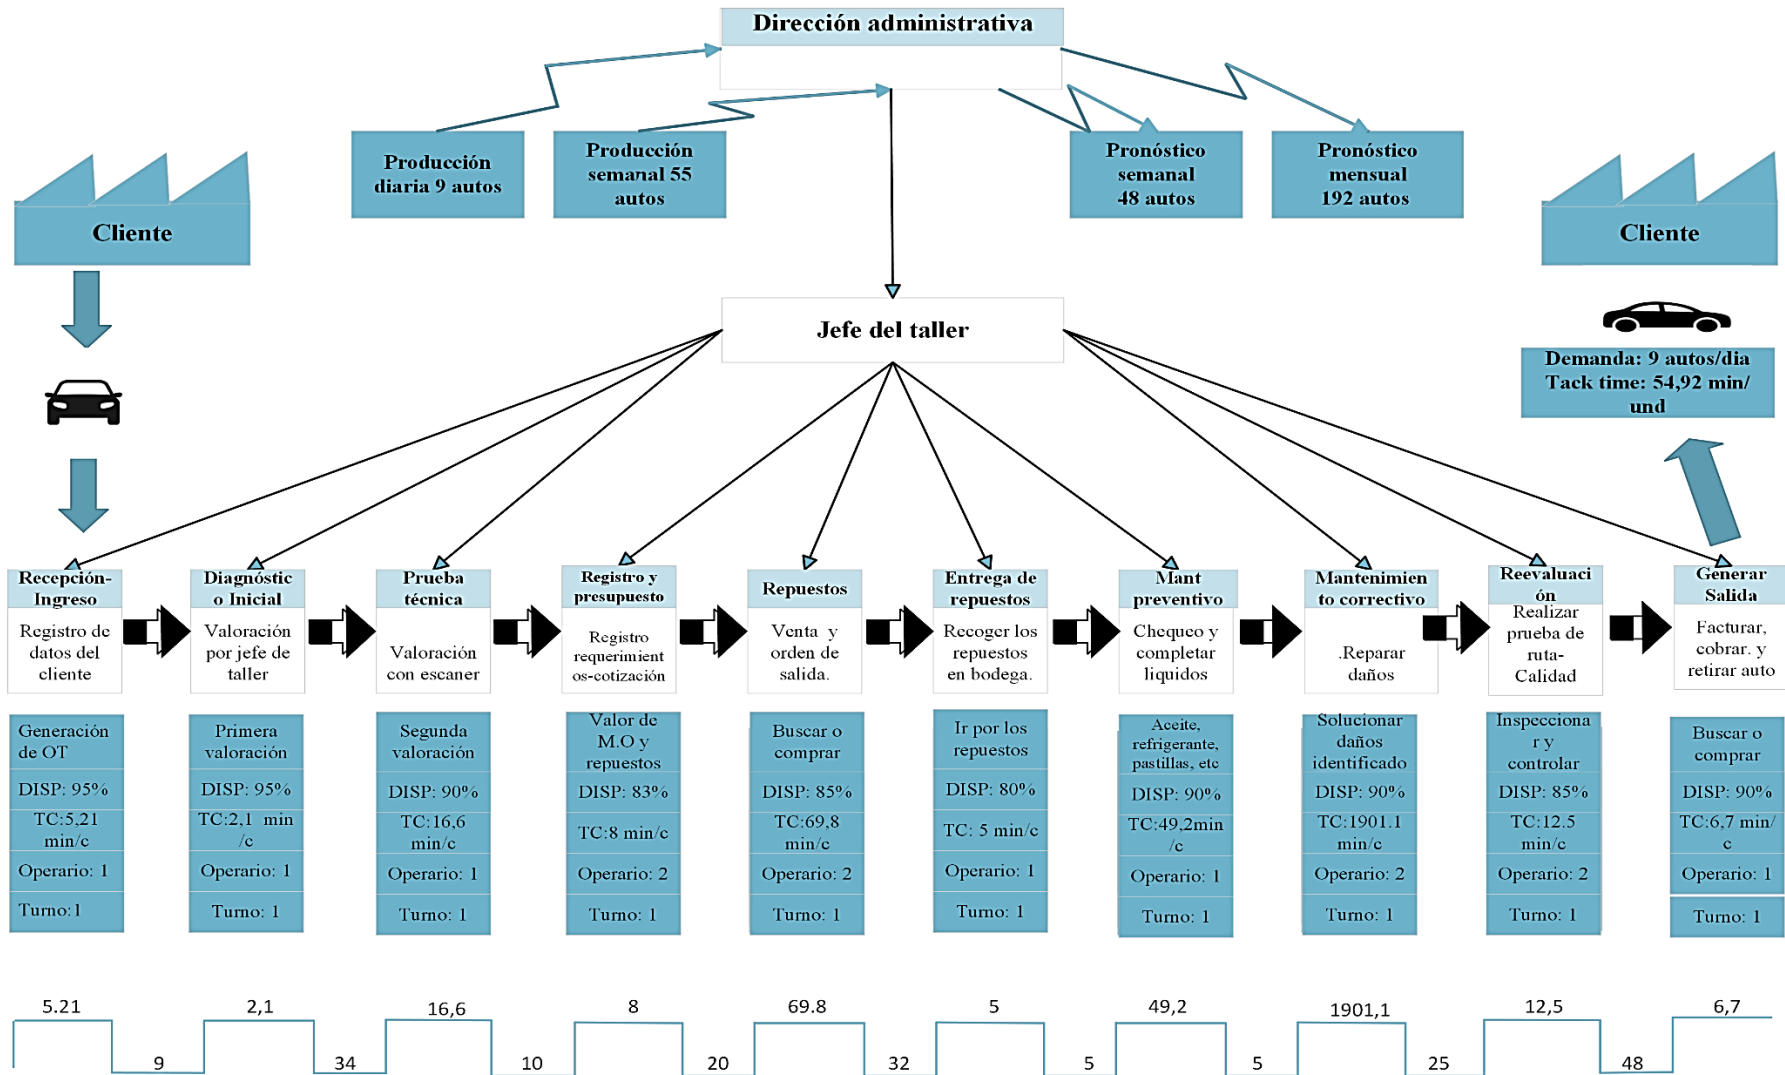 Dirección administrativa
Producción
diaria 9 autos
Producción
semanal 55
autos
Pronóstico
semanal
48 autos
Pronóstico
mensual
192 autos
Cliente
Cliente
Jefe del taller
Demanda: 9 autos/dia
Tack time: 54,92 min/
und
Recepción-
Ingreso
Registro de
datos del
cliente
Diagnóstic
o Inicial
Valoración
por jefe de
taller
Prueba
técnica
Valoración
con escaner
Registro y
presupuesto
Registro
requerimient
os-cotización
Repuestos
Venta y
orden de
salida.
Entrega de
repuestos
Recoger los
repuestos
en bodega.
Mant
preventivo
Chequeo y
completar
liquidos
Mantenimien
to correctivo
.Reparar
daños
Reevaluaci
ón
Realizar
prueba de
ruta-
Calidad
Generar
Salida
Facturar,
cobrar. y
retirar auto
Generación
de OT
DISP: 95%
TC:5,21
min/c
Operario: 1
Turno:1
Primera
valoración
DISP: 95%
TC:2,1 min
/c
Operario: 1
Turno: 1
Segunda
valoración
DISP: 90%
TC:16,6
min/c
Operario: 1
Turno: 1
Valor de
M.O y
repuestos
DISP: 83%
TC:8 min/c
Operario: 2
Turno: 1
Buscar o
comprar
DISP: 85%
TC:69,8
min/c
Operario: 2
Turno: 1
Ir por los
repuestos
DISP: 80%
TC: 5 min/c
Operario: 1
Turno: 1
Aceite,
refrigerante,
pastillas, etc
DISP: 90%
TC:49,2min
/c
Operario: 1
Turno: 1
Solucionar
daños
identificado
DISP: 90%
TC:1901.1
min/c
Operario: 2
Turno: 1
Inspecciona
r y
controlar
DISP: 85%
TC:12.5
min/c
Operario: 2
Turno: 1
Buscar o
comprar
DISP: 90%
TC:6,7 min/
c
Operario: 1
Turno: 1
5.21
2,1
16,6
8
69.8
5
49,2
1901,1
12,5
6,7
9
34
10
20
32
5
5
25
48